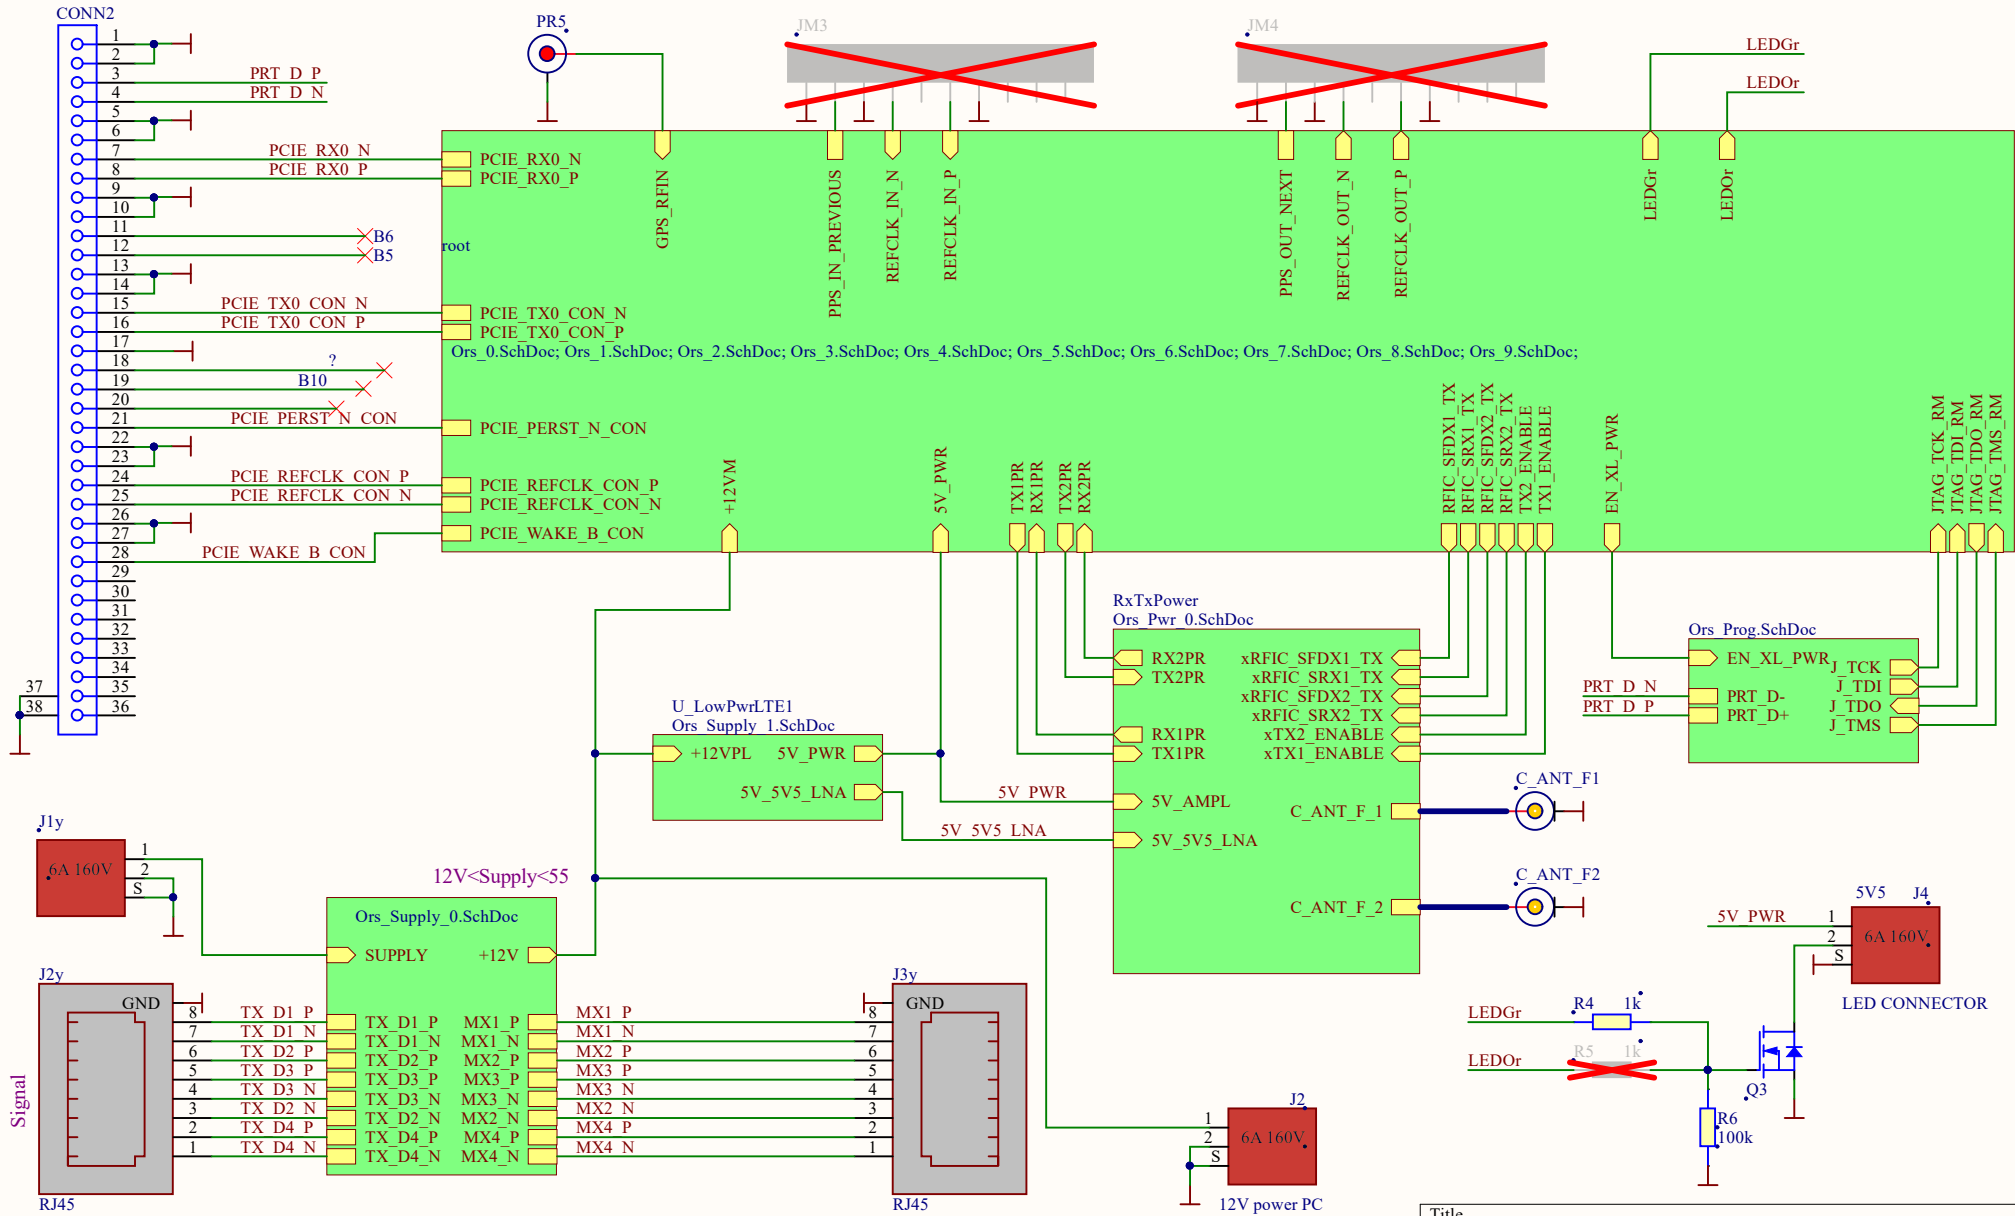 CONN2
1
2
3
4
5
6
7
8
9
10
11
12
13
14
15
16
17
18
19
20
21
22
23
24
25
26
27
28
29
30
31
32
33
34
35
36
37
38
PRT_D_P
PRT_D_N
PCIE_RX0_N
PCIE_RX0_P
B6
B5
PCIE_TX0_CON_N
PCIE_TX0_CON_P
?
B10
PCIE_PERST_N_CON
PCIE_REFCLK_CON_P
PCIE_REFCLK_CON_N
PCIE_WAKE_B_CON
PR5
JM3
JM4
LEDGr
LEDOr
PCIE_RX0_N
PCIE_RX0_P
root
PCIE_TX0_CON_N
PCIE_TX0_CON_P
Ors_0.SchDoc; Ors_1.SchDoc; Ors_2.SchDoc; Ors_3.SchDoc; Ors_4.SchDoc; Ors_5.SchDoc; Ors_6.SchDoc; Ors_7.SchDoc; Ors_8.SchDoc; Ors_9.SchDoc;
PCIE_PERST_N_CON
PCIE_REFCLK_CON_P
PCIE_REFCLK_CON_N
PCIE_WAKE_B_CON
GPS_RFIN
PPS_IN_PREVIOUS
REFCLK_IN_N
REFCLK_IN_P
PPS_OUT_NEXT
REFCLK_OUT_N
REFCLK_OUT_P
LEDGr
LEDOr
+12VM
5V_PWR
TX1PR
RX1PR
TX2PR
RX2PR
RFIC_SFDX1_TX
RFIC_SRX1_TX
RFIC_SFDX2_TX
RFIC_SRX2_TX
TX2_ENABLE
TX1_ENABLE
EN_XL_PWR
JTAG_TCK_RM
JTAG_TDI_RM
JTAG_TDO_RM
JTAG_TMS_RM
RxTxPower
Ors_Pwr_0.SchDoc
RX2PR
TX2PR
RX1PR
TX1PR
5V_AMPL
5V_5V5_LNA
xRFIC_SFDX1_TX
xRFIC_SRX1_TX
xRFIC_SFDX2_TX
xRFIC_SRX2_TX
xTX2_ENABLE
xTX1_ENABLE
C_ANT_F_1
C_ANT_F_2
C_ANT_F1
C_ANT_F2
Ors_Prog.SchDoc
EN_XL_PWR
PRT_D_N
PRT_D_P
PRT_D-
PRT_D+
J_TCK
J_TDI
J_TDO
J_TMS
U_LowPwrLTE1
Ors_Supply_1.SchDoc
+12VPL
5V_PWR
5V_5V5_LNA
5V_PWR
5V_5V5_LNA
J1y
6A 160V
1
2
S
12V<Supply<55
Ors_Supply_0.SchDoc
SUPPLY
+12V
TX_D1_P
TX_D1_N
TX_D2_P
TX_D3_P
TX_D3_N
TX_D2_N
TX_D4_P
TX_D4_N
MX1_P
MX1_N
MX2_P
MX3_P
MX3_N
MX2_N
MX4_P
MX4_N
J2y
GND
8
7
6
5
4
3
2
1
TX_D1_P
TX_D1_N
TX_D2_P
TX_D3_P
TX_D3_N
TX_D2_N
TX_D4_P
TX_D4_N
Signal
RJ45
MX1_P
MX1_N
MX2_P
MX3_P
MX3_N
MX2_N
MX4_P
MX4_N
J3y
GND
8
7
6
5
4
3
2
1
RJ45
J2
1
2
S
6A 160V
12V power PC
5V5
J4
5V_PWR
1
2
S
6A 160V
LED CONNECTOR
LEDGr
R4
1k
LEDOr
R5
1k
Q3
R6
100k
Title